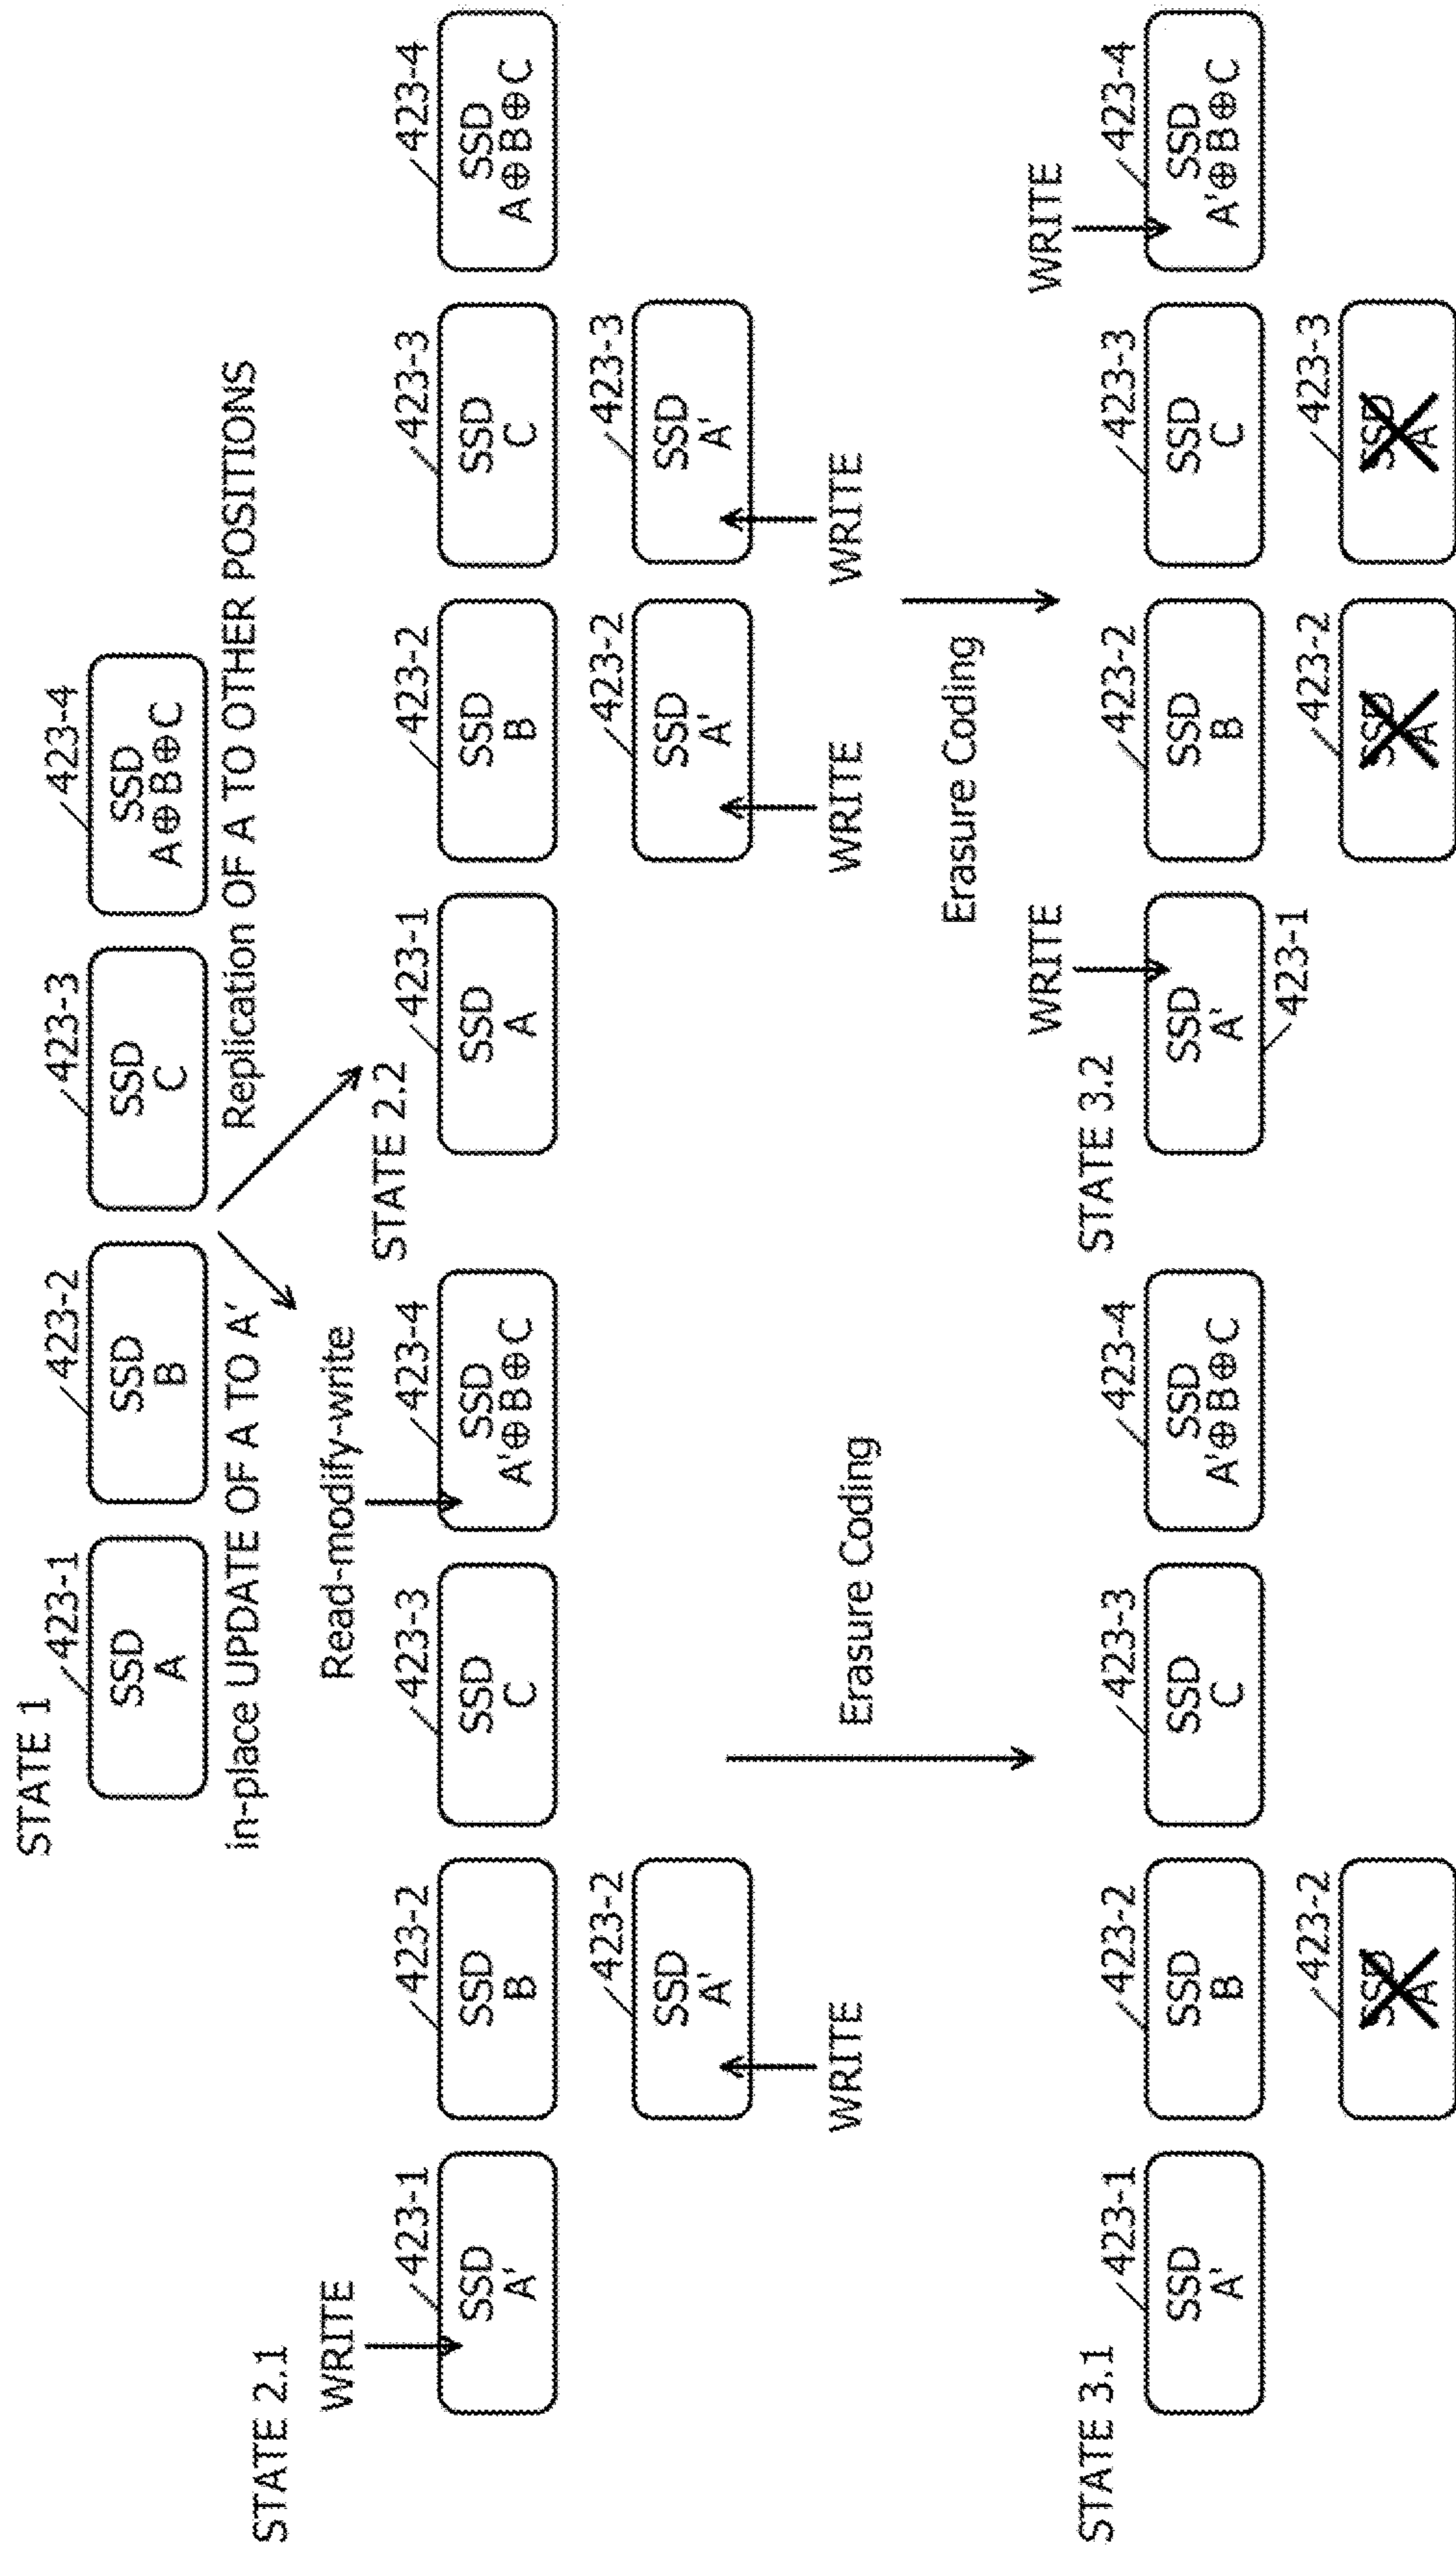 STATE 1
423-1
SSD
A
423-2
SSD
B
423-3
SSD
C
423-4
SSD
A⊕B⊕C
in-place UPDATE OF A TO A'
Replication OF A TO OTHER POSITIONS
STATE 2.1
WRITE
423-1
SSD
A'
423-2
SSD
B
423-2
SSD
A'
WRITE
423-3
SSD
C
Read-modify-write
423-4
SSD
A'⊕B⊕C
STATE 2.2
423-1
SSD
A
423-2
SSD
B
423-2
SSD
A'
WRITE
423-3
SSD
C
423-3
SSD
A'
WRITE
423-4
SSD
A⊕B⊕C
Erasure Coding
Erasure Coding
STATE 3.1
423-1
SSD
A'
423-2
SSD
B
423-2
SSD
A'
423-3
SSD
C
423-4
SSD
A'⊕B⊕C
STATE 3.2
WRITE
SSD
A'
423-1
423-2
SSD
B
423-2
SSD
A'
423-3
SSD
C
423-3
SSD
A'
WRITE
423-4
SSD
A'⊕B⊕C